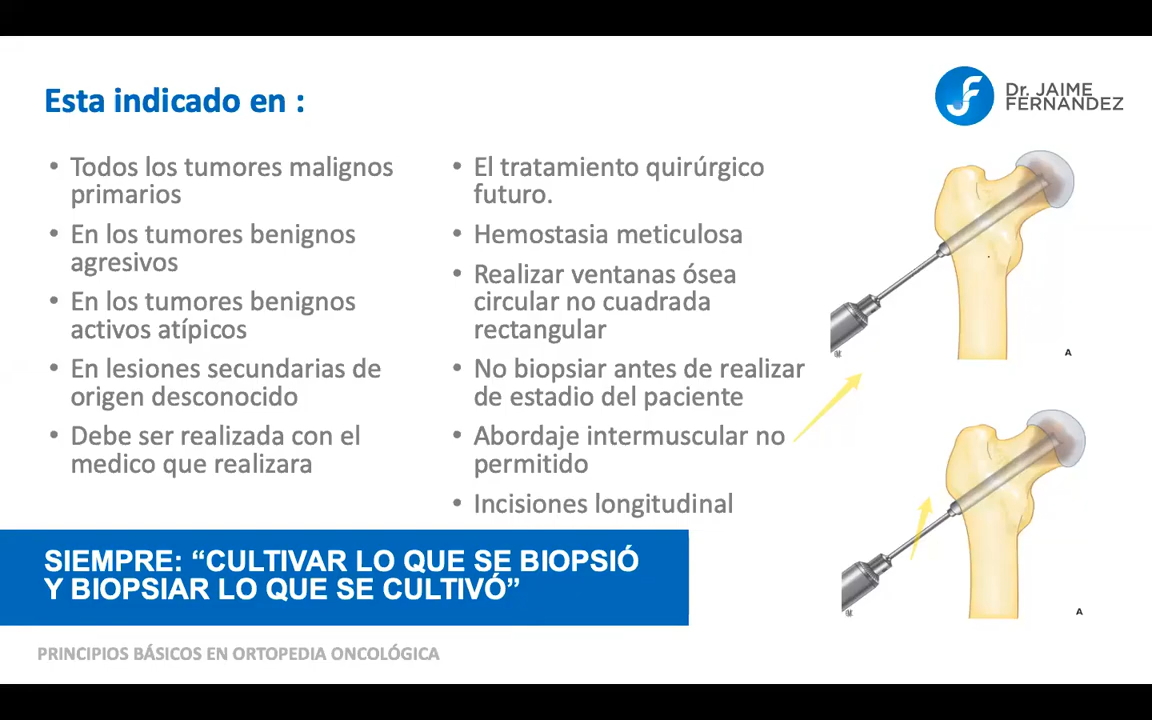 Esta indicado en :
Dr. JAIME
FERNANDEZ
• Todos los tumores malignos
primarios
• En los tumores benignos
agresivos
• En los tumores benignos
activos atípicos
• En lesiones secundarias de
origen desconocido
• Debe ser realizada con el
medico que realizara
• El tratamiento quirúrgico
futuro.
• Hemostasia meticulosa
• Realizar ventanas ósea
circular no cuadrada
rectangular
• No biopsiar antes de realizar
de estadio del paciente
• Abordaje intermuscular no
permitido
• Incisiones longitudinal
A
A
SIEMPRE: “CULTIVAR LO QUE SE BIOPSIÓ
Y BIOPSIAR LO QUE SE CULTIVÓ”
PRINCIPIOS BÁSICOS EN ORTOPEDIA ONCOLÓGICA